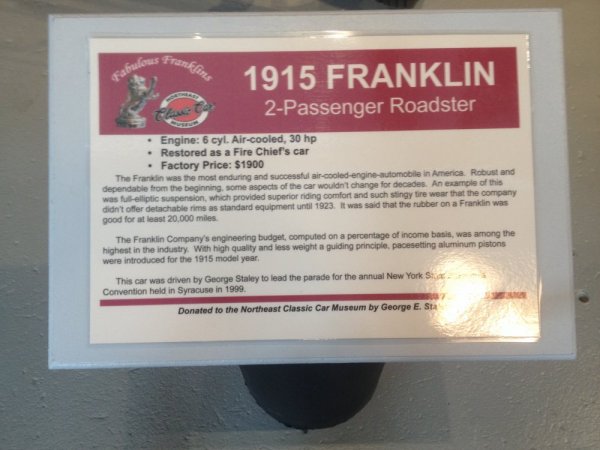 Fabulous Franklins
NORTHEAST
Classic Car
MUSEUM
1915 FRANKLIN
2-Passenger Roadster
• Engine: 6 cyl. Air-cooled, 30 hp
• Restored as a Fire Chief's car
• Factory Price: $1900
The Franklin was the most enduring and successful air-cooled-engine-automobile in America. Robust and
dependable from the beginning, some aspects of the car wouldn't change for decades. An example of this
was full-elliptic suspension, which provided superior riding comfort and such stingy tire wear that the company
didn't offer detachable rims as standard equipment until 1923. It was said that the rubber on a Franklin was
good for at least 20,000 miles.
The Franklin Company's engineering budget, computed on a percentage of income basis, was among the
highest in the industry. With high quality and less weight a guiding principle, pacesetting aluminum pistons
were introduced for the 1915 model year.
This car was driven by George Staley to lead the parade for the annual New York
Convention held in Syracuse in 1999.
Donated to the Northeast Classic Car Museum by George E.